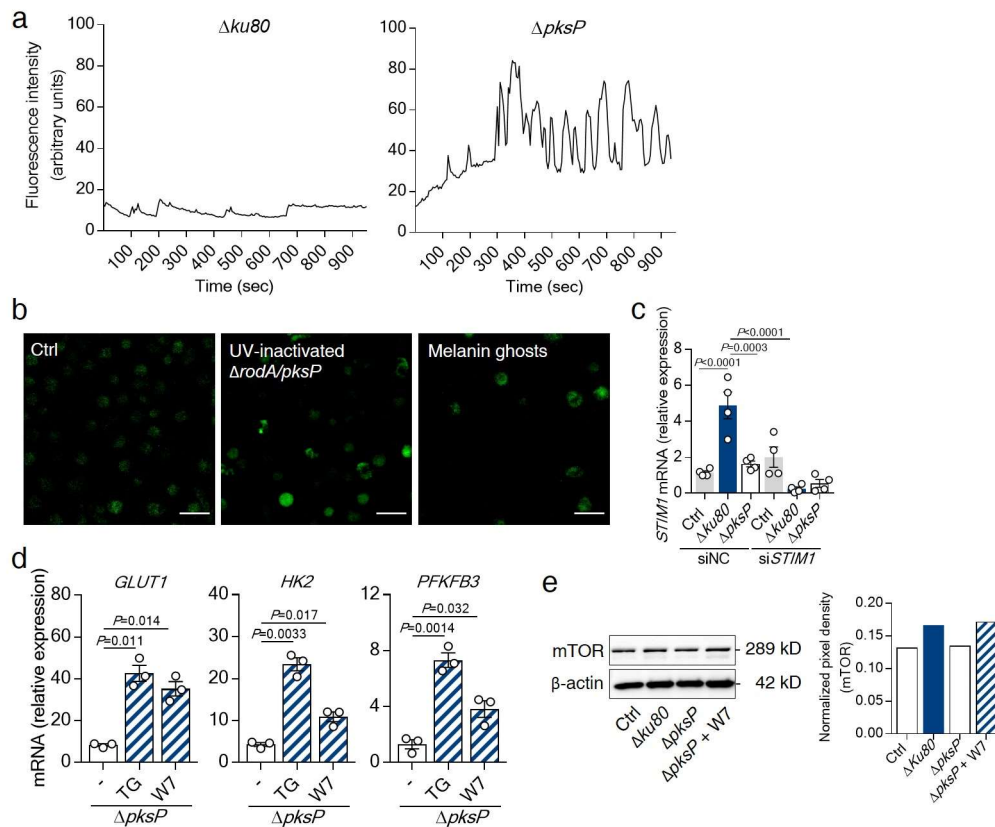 a
Δku80
ΔpksP
Fluorescence intensity
(arbitrary units)
100
80
60
40
20
0
100
200
300
400
500
600
700
800
900
Time (sec)
100
80
60
40
20
0
100
200
300
400
500
600
700
800
900
Time (sec)
b
Ctrl
UV-inactivated
ΔrodA/pksP
Melanin ghosts
c
STIM1 mRNA (relative expression)
8
6
4
2
0
P<0.0001
P=0.0003
P<0.0001
Ctrl
Δku80
ΔpksP
Ctrl
Δku80
ΔpksP
siNC
siSTIM1
d
mRNA (relative expression)
GLUT1
80
60
40
20
0
P=0.014
P=0.011
-
TG
W7
ΔpksP
HK2
40
30
20
10
0
P=0.017
P=0.0033
-
TG
W7
ΔpksP
PFKFB3
12
8
4
0
P=0.032
P=0.0014
-
TG
W7
ΔpksP
e
mTOR
289 kD
β-actin
42 kD
Ctrl
Δku80
ΔpksP
ΔpksP + W7
Normalized pixel density
(mTOR)
0.20
0.15
0.10
0.05
0.00
Ctrl
ΔKu80
ΔpksP
ΔpksP + W7